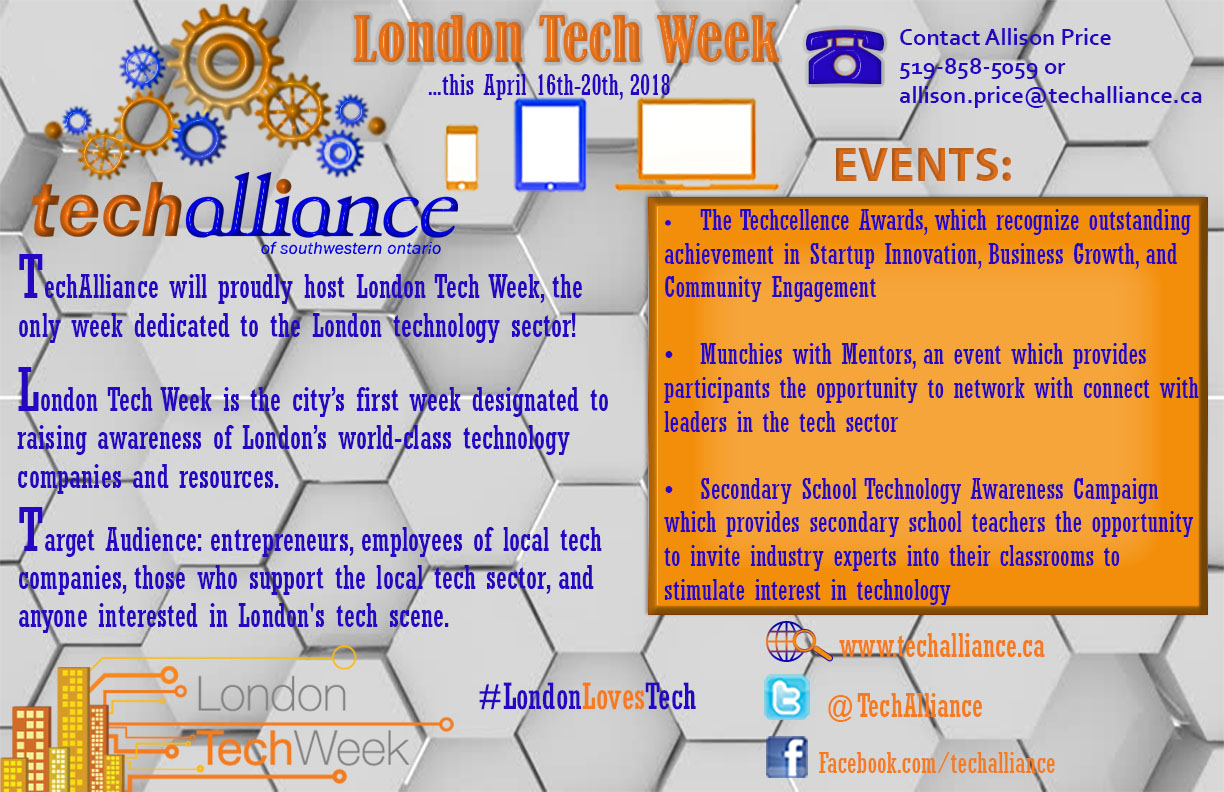 London Tech Week
...this April 16th-20th, 2018
Contact Allison Price
519-858-5059 or
allison.price@techalliance.ca
techalliance
of southwestern ontario
TechAlliance will proudly host London Tech Week, the
only week dedicated to the London technology sector!
London Tech Week is the city's first week designated to
raising awareness of London's world-class technology
companies and resources.
Target Audience: entrepreneurs, employees of local tech
companies, those who support the local tech sector, and
anyone interested in London's tech scene.
EVENTS:
• The Techcellence Awards, which recognize outstanding
achievement in Startup Innovation, Business Growth, and
Community Engagement
• Munchies with Mentors, an event which provides
participants the opportunity to network with connect with
leaders in the tech sector
• Secondary School Technology Awareness Campaign
which provides secondary school teachers the opportunity
to invite industry experts into their classrooms to
stimulate interest in technology
London
TechWeek
#LondonLovesTech
www.techalliance.ca
@TechAlliance
Facebook.com/techalliance